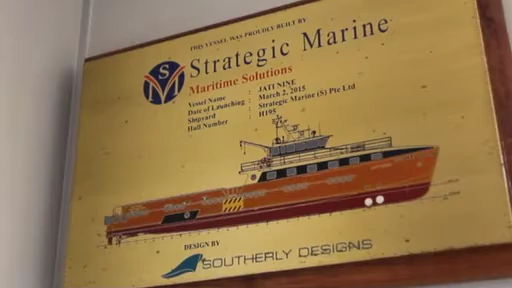 THIS VESSEL WAS PROUDLY BUILT BY
SM
Strategic Marine
Maritime Solutions
Vessel Name : JATI NINE
Date of Launching : March 2, 2015
Shipyard : Strategic Marine (S) Pte Ltd
Hull Number : H195
DESIGN BY
SOUTHERLY DESIGNS